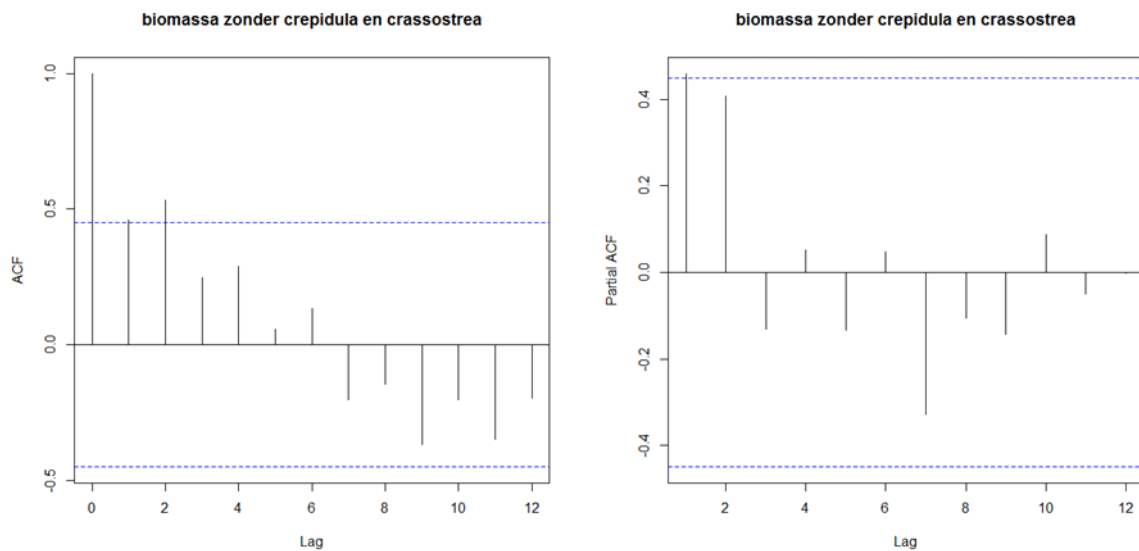 biomassa zonder crepidula en crassostrea
ACF
1.0
0.5
0.0
-0.5
0 2 4 6 8 10 12
Lag
biomassa zonder crepidula en crassostrea
Partial ACF
0.4
0.2
0.0
-0.2
-0.4
2 4 6 8 10 12
Lag